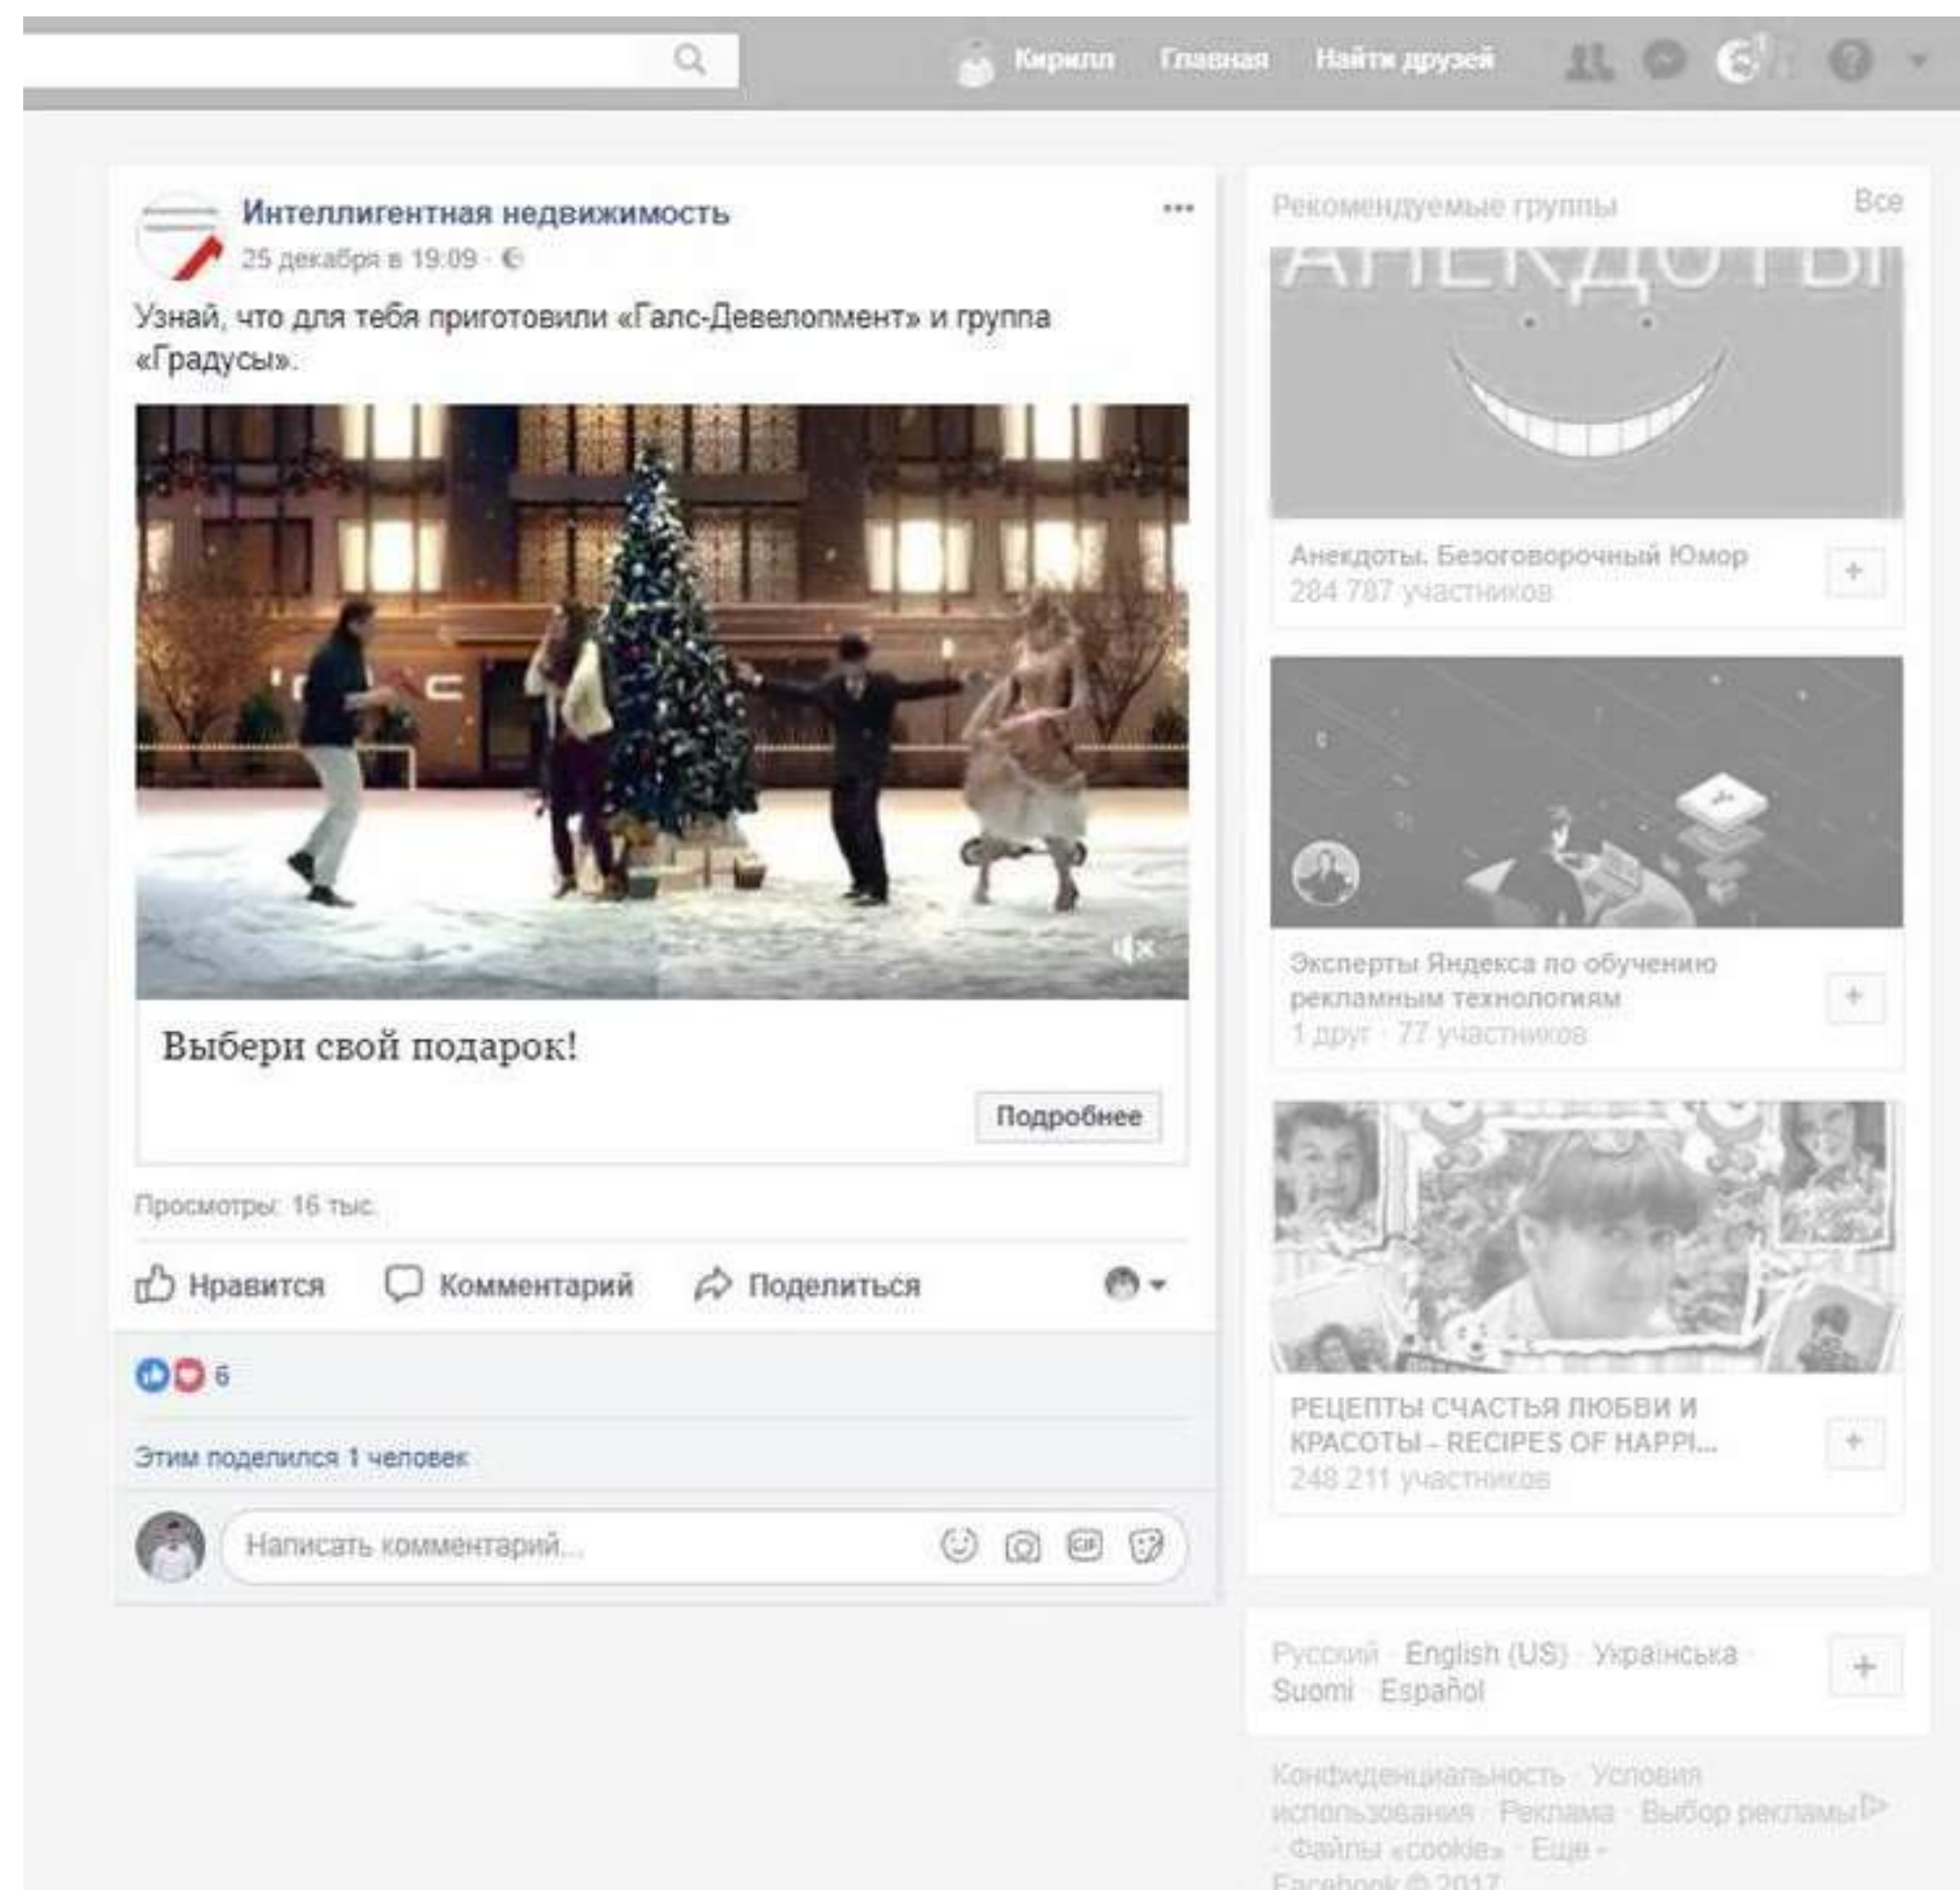 Кирилл Главная Найти друзей
Интеллигентная недвижимость
25 декабря в 19:09
Узнай, что для тебя приготовили «Галс-Девелопмент» и группа
«Градусы».
Выбери свой подарок!
Подробнее
Просмотры: 16 тыс.
Нравится Комментарий Поделиться
6
Этим поделился 1 человек
Написать комментарий...
GIF
Рекомендуемые группы Все
АНЕКДОТЫ
Анекдоты. Безоговорочный Юмор
284 787 участников
Эксперты Яндекса по обучению
рекламным технологиям
1 друг · 77 участников
РЕЦЕПТЫ СЧАСТЬЯ ЛЮБВИ И
КРАСОТЫ - RECIPES OF HAPPI...
248 211 участников
Русский · English (US) · Українська ·
Suomi · Español
Конфиденциальность · Условия
использования · Реклама · Выбор рекламы
· Файлы «cookie» · Еще
Facebook © 2017